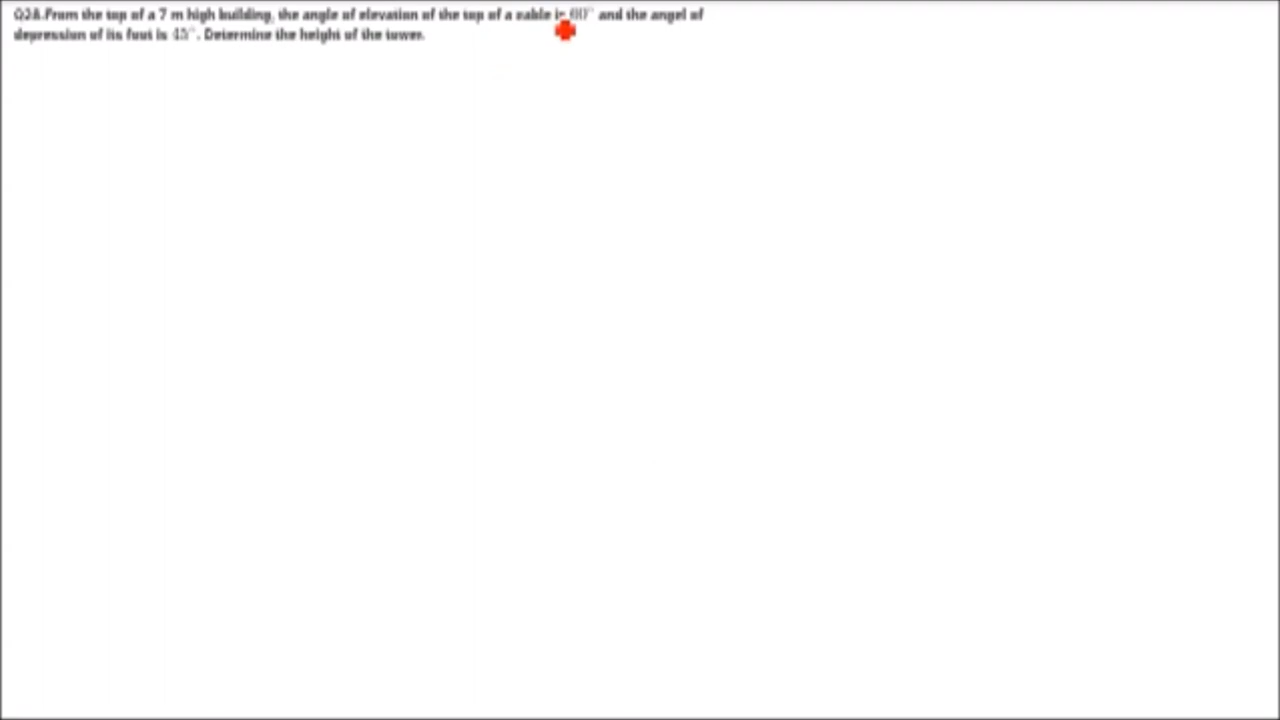 Q28.From the top of a 7 m high building, the angle of elevation of the top of a cable is 60° and the angel of
depression of its foot is 45°. Determine the height of the tower.